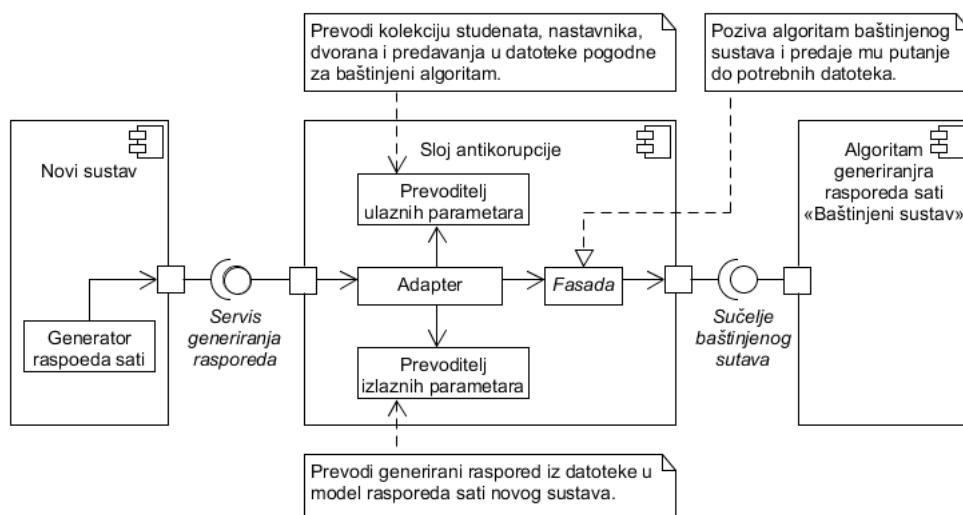 Prevodi kolekciju studenata, nastavnika,
dvorana i predavanja u datoteke pogodne
za baštinjeni algoritam.
Poziva algoritam baštinjenog
sustava i predaje mu putanje
do potrebnih datoteka.
Novi sustav
Generator
raspoeda sati
Servis
generiranja
rasporeda
Sloj antikorupcije
Prevoditelj
ulaznih parametara
Adapter
Fasada
Prevoditelj
izlaznih parametara
Sučelje
baštinjenog
sutava
Algoritam
generiranjra
rasporeda sati
«Baštinjeni sustav»
Prevodi generirani raspored iz datoteke u
model rasporeda sati novog sustava.